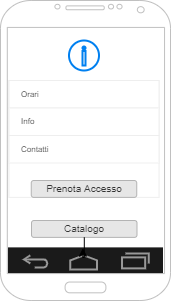 Orari
Info
Contatti
Prenota Accesso
Catalogo